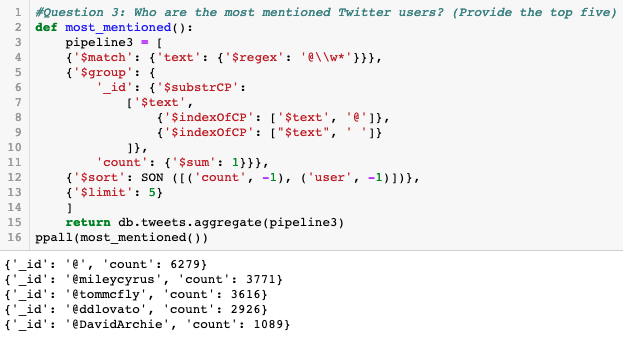 1 #Question 3: Who are the most mentioned Twitter users? (Provide the top five)
2 def most_mentioned():
3     pipeline3 = [
4     {'$match': {'text': {'$regex': '@\\w*'}}},
5     {'$group': {
6         '_id': {'$substrCP':
7             ['$text',
8                 {'$indexOfCP': ['$text', '@']},
9                 {'$indexOfCP': ["$text", ' ']}
10             ]},
11         'count': {'$sum': 1}}},
12     {'$sort': SON ([('count', -1), ('user', -1)])},
13     {'$limit': 5}
14     ]
15     return db.tweets.aggregate(pipeline3)
16 ppall(most_mentioned())
{'_id': '@', 'count': 6279}
{'_id': '@mileycyrus', 'count': 3771}
{'_id': '@tommcfly', 'count': 3616}
{'_id': '@ddlovato', 'count': 2926}
{'_id': '@DavidArchie', 'count': 1089}